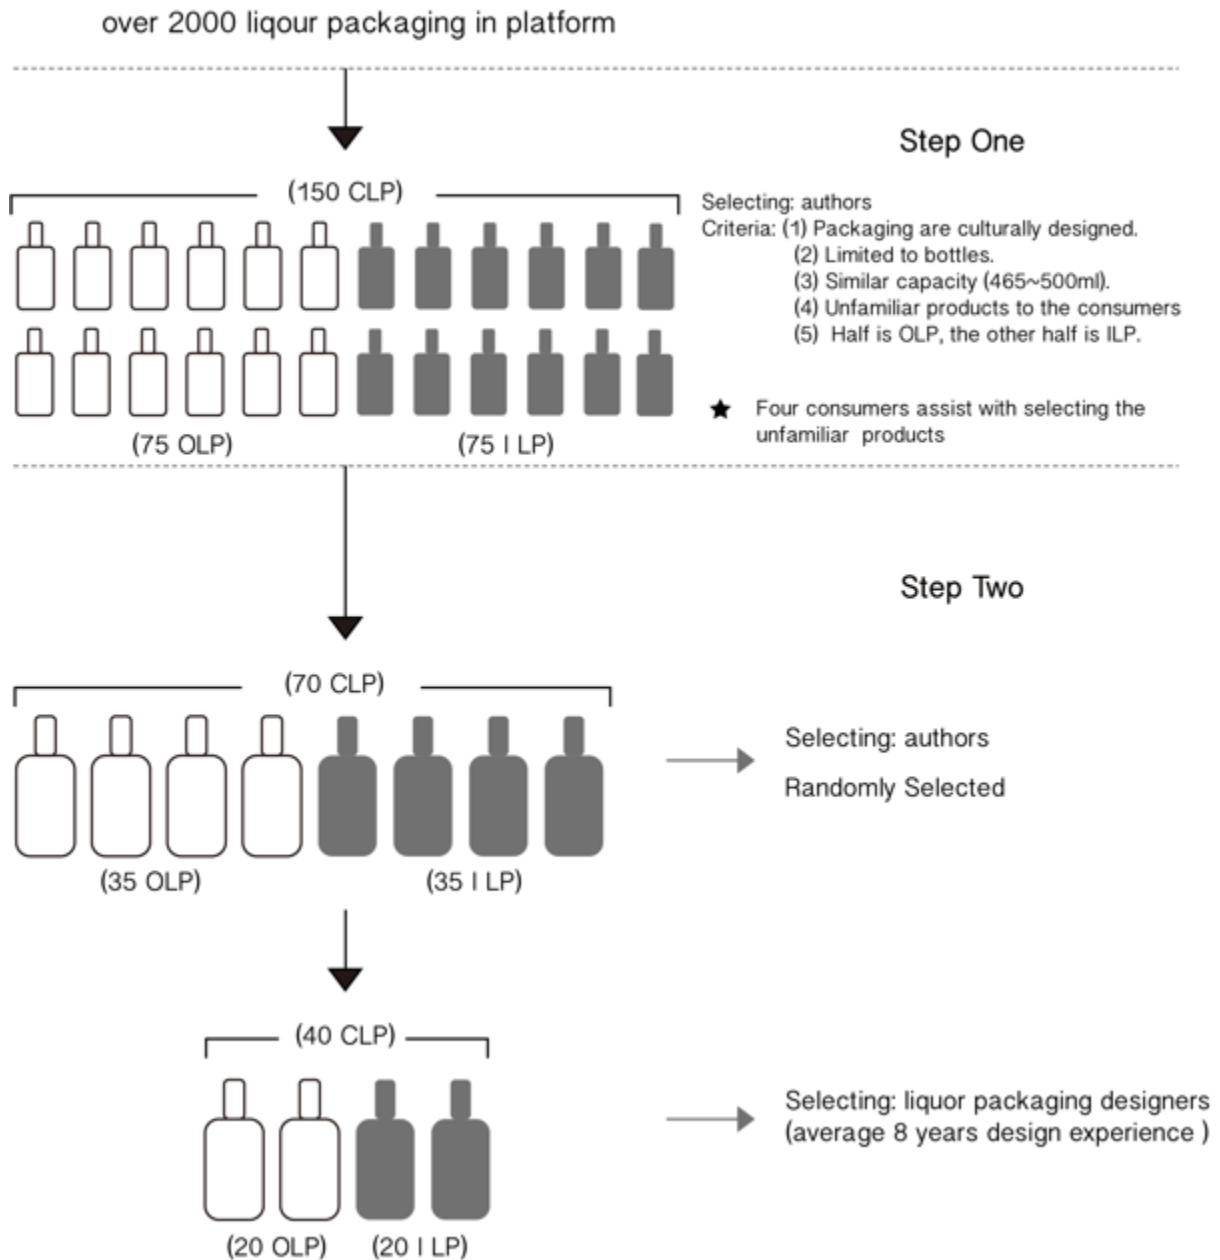 over 2000 liqour packaging in platform
Step One
(150 CLP)
Selecting: authors
Criteria: (1) Packaging are culturally designed.
(2) Limited to bottles.
(3) Similar capacity (465~500ml).
(4) Unfamiliar products to the consumers
(5) Half is OLP, the other half is ILP.
★ Four consumers assist with selecting the
unfamiliar products
(75 OLP) (75 I LP)
Step Two
(70 CLP)
Selecting: authors
Randomly Selected
(35 OLP) (35 I LP)
(40 CLP)
Selecting: liquor packaging designers
(average 8 years design experience )
(20 OLP) (20 I LP)